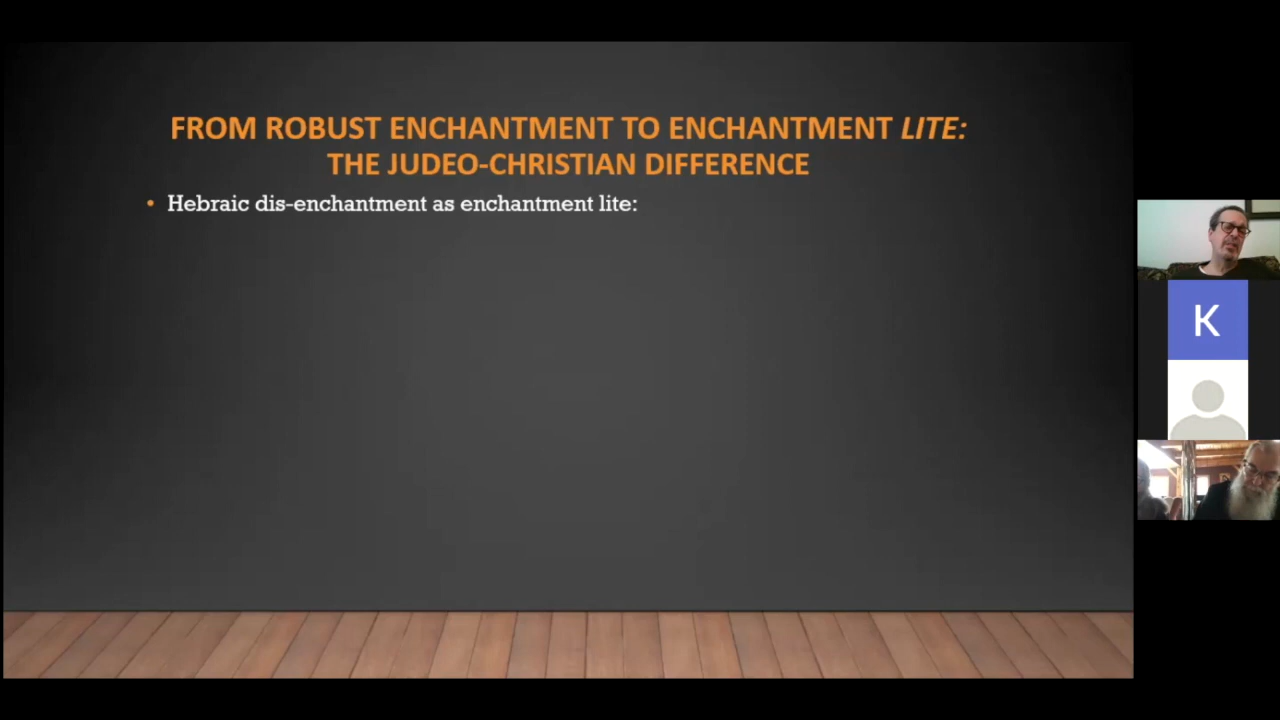 FROM ROBUST ENCHANTMENT TO ENCHANTMENT LITE:
THE JUDEO-CHRISTIAN DIFFERENCE
• Hebraic dis-enchantment as enchantment lite:
K